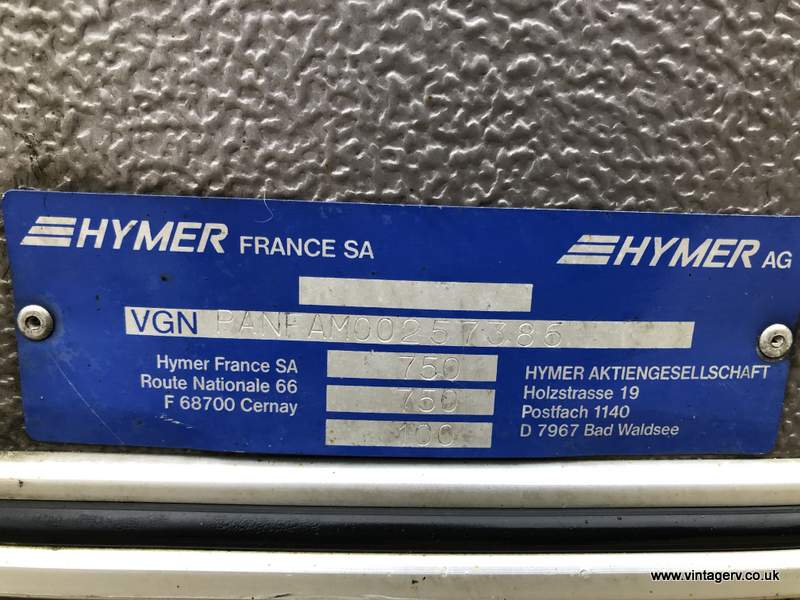 HYMER FRANCE SA
HYMER AG
VGN PANFAM00257386
750
750
100
Hymer France SA
Route Nationale 66
F 68700 Cernay
HYMER AKTIENGESELLSCHAFT
Holzstrasse 19
Postfach 1140
D 7967 Bad Waldsee
www.vintagerv.co.uk